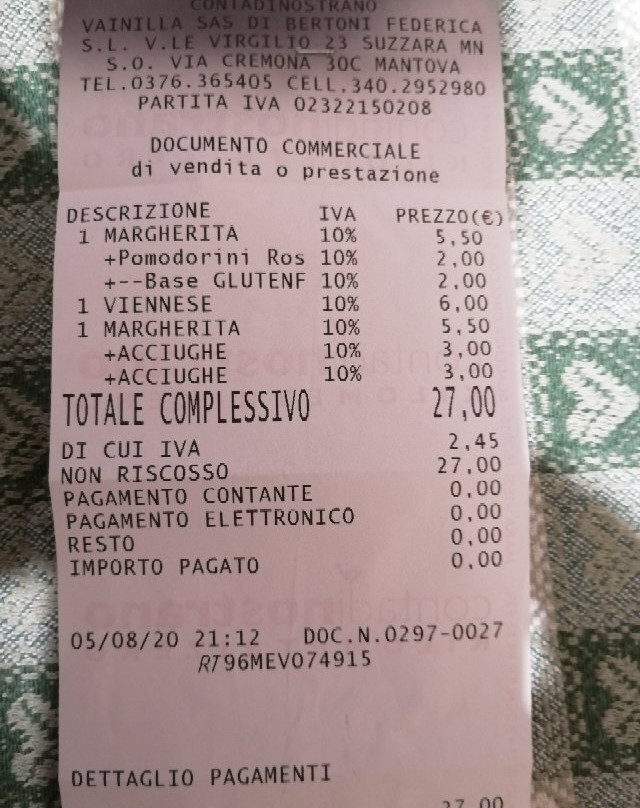 CONTADINOSTRANO
VAINILLA SAS DI BERTONI FEDERICA
S.L. V.LE VIRGILIO 23 SUZZARA MN
S.O. VIA CREMONA 30C MANTOVA
TEL.0376.365405 CELL.340.2952980
PARTITA IVA 02322150208
DOCUMENTO COMMERCIALE
di vendita o prestazione
DESCRIZIONE IVA PREZZO(€)
1 MARGHERITA 10% 5,50
+Pomodorini Ros 10% 2,00
+--Base GLUTENF 10% 2,00
1 VIENNESE 10% 6,00
1 MARGHERITA 10% 5,50
+ACCIUGHE 10% 3,00
+ACCIUGHE 10% 3,00
TOTALE COMPLESSIVO 27,00
DI CUI IVA 2,45
NON RISCOSSO 27,00
PAGAMENTO CONTANTE 0,00
PAGAMENTO ELETTRONICO 0,00
RESTO 0,00
IMPORTO PAGATO 0,00
05/08/20 21:12 DOC.N.0297-0027
RT96MEV074915
DETTAGLIO PAGAMENTI
27,00